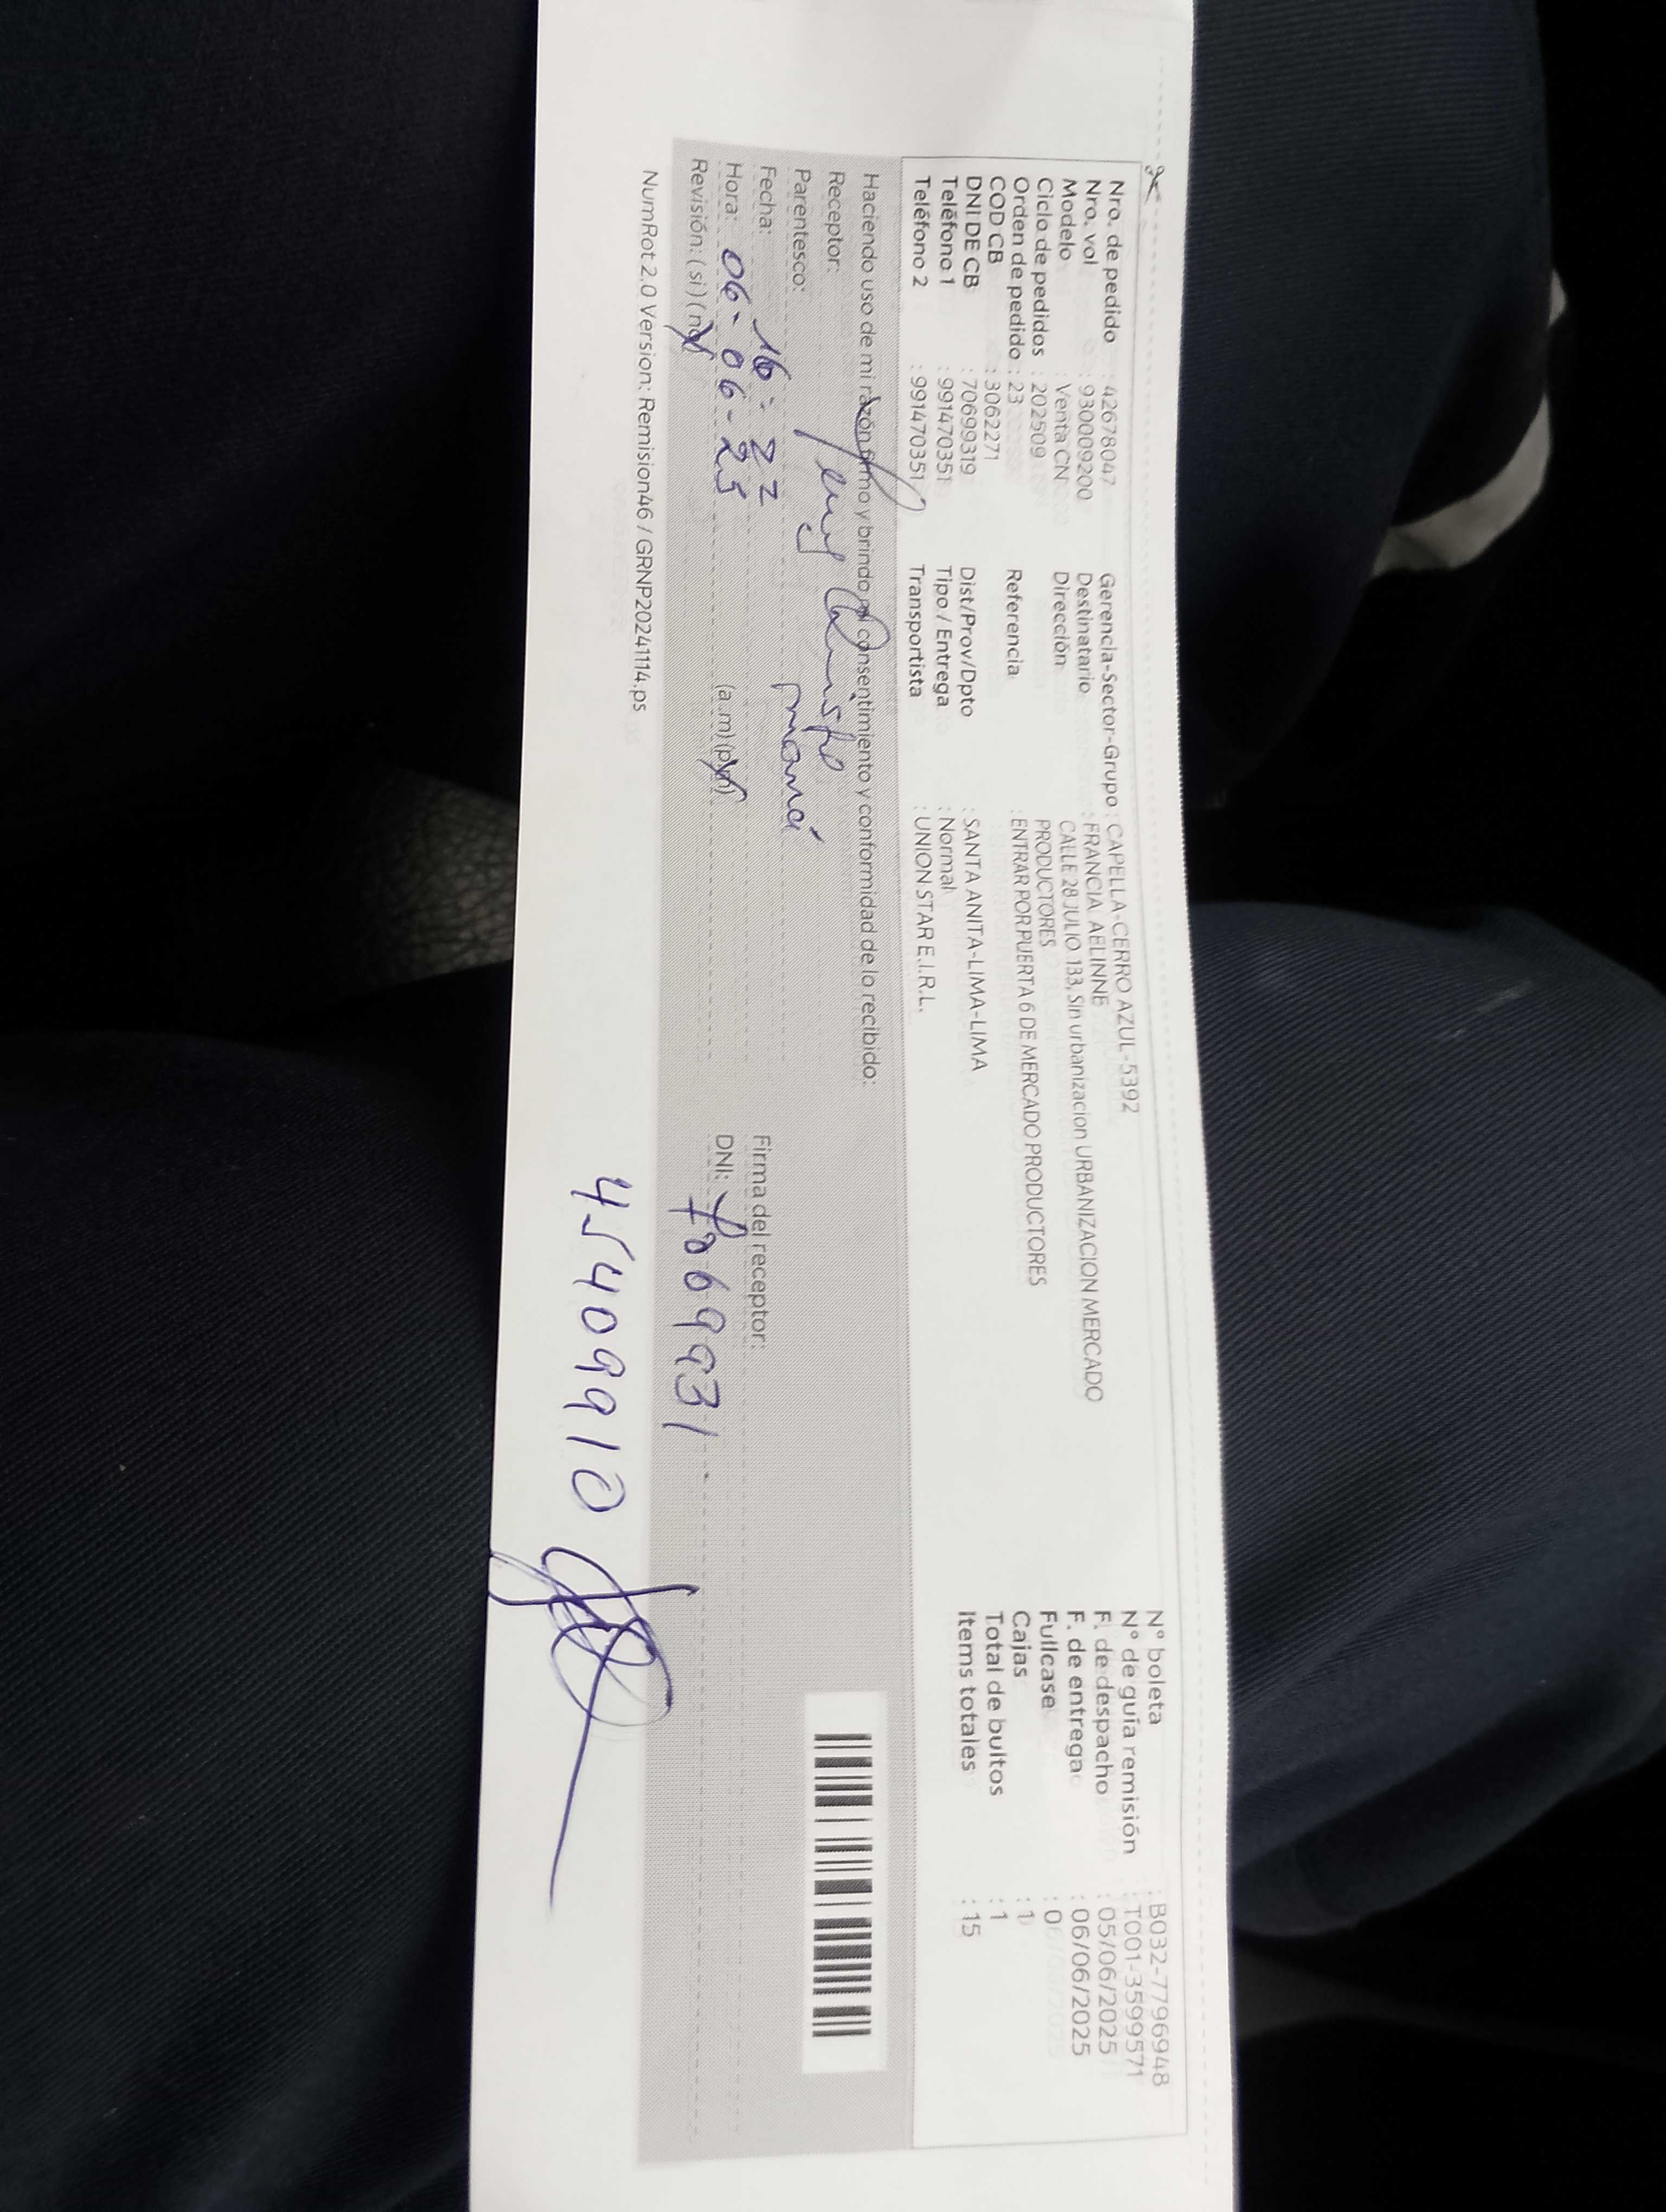 Nro. de pedido : 42678047
Nro. vol : 9300009200
Modelo : Venta CN
Ciclo de pedidos : 202509
Orden de pedido : 23
COD CB : 3062271
DNI DE CB : 70699319
Teléfono 1 : 991470351
Teléfono 2 : 991470351
Gerencia-Sector-Grupo : CAPELLA-CERRO AZUL-5392
Destinatario : FRANCIA AELINNE
Dirección : CALLE 28 JULIO 133, Sin urbanizacion URBANIZACION MERCADO
PRODUCTORES
Referencia : ENTRAR POR PUERTA 6 DE MERCADO PRODUCTORES
Dist/Prov/Dpto : SANTA ANITA-LIMA-LIMA
Tipo / Entrega : Normal
Transportista : UNION STAR E.I.R.L.
N° boleta : B032-7796948
N° de guía remisión : T001-3599571
F. de despacho : 05/06/2025
F. de entrega : 06/06/2025
Fullcase : 0
Cajas : 1
Total de bultos : 1
Items totales : 15
Haciendo uso de mi razón firmo y brindo mi consentimiento y conformidad de lo recibido:
Receptor:
Parentesco: mamá
Fecha: 16:22
Hora: 06-06-25 (a.m) (p.m)
Revisión: ( si ) ( no )
Firma del receptor:
DNI: 70699931
45409910
NumRot 2.0 Version: Remision46 / GRNP20241114.ps